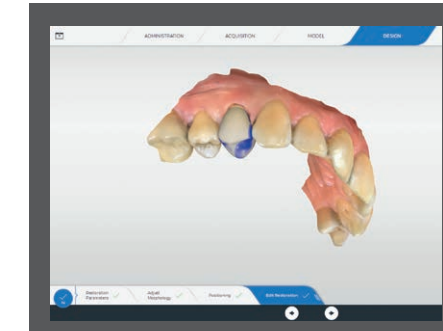 ADMINISTRATION
ACQUISITION
MODEL
DESIGN
Restoration
Parameters
Adjust
Morphology
Positioning
Edit Restoration